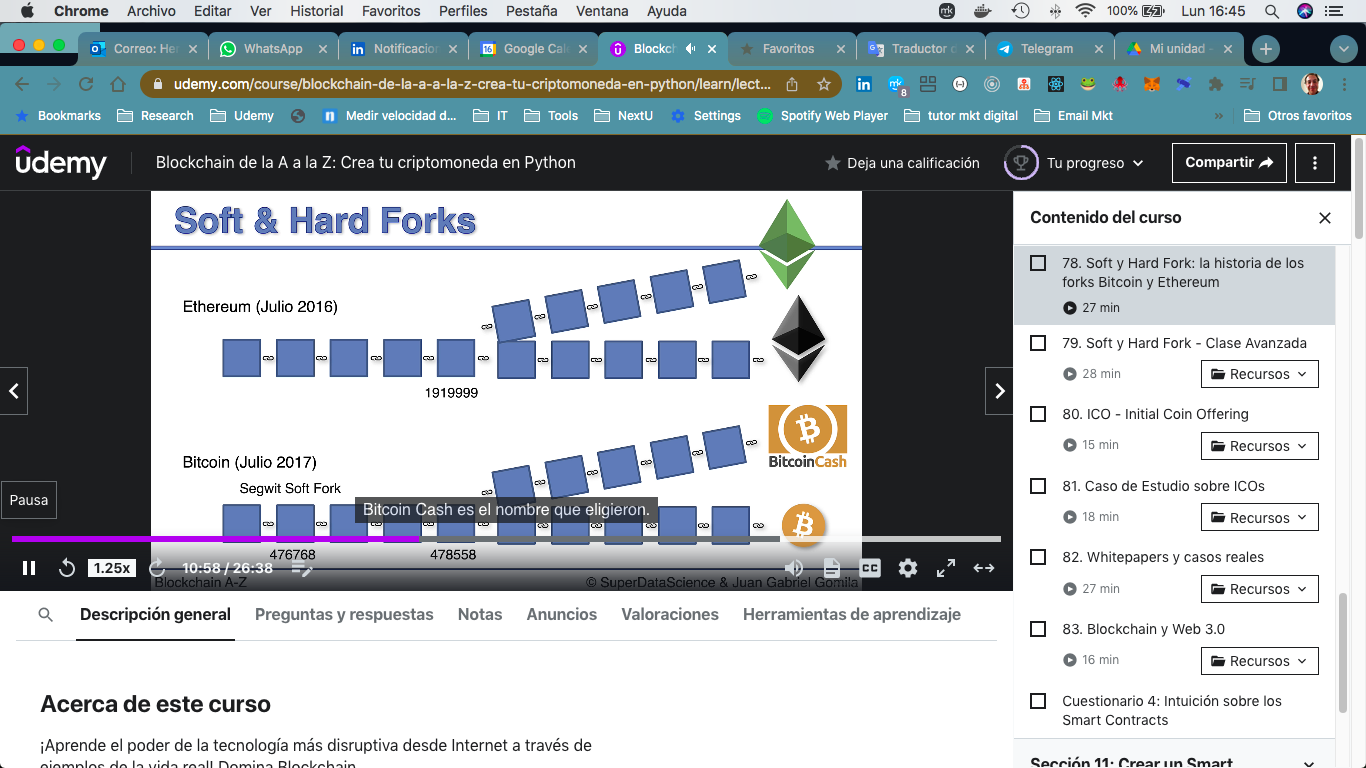 Chrome Archivo Editar Ver Historial Favoritos Perfiles Pestaña Ventana Ayuda
100% Lun 16:45
Correo: Her WhatsApp Notificacion Google Cale Blockch Favoritos Traductor d Telegram Mi unidad -
udemy.com/course/blockchain-de-la-a-a-la-z-crea-tu-criptomoneda-en-python/learn/lect...
8
Bookmarks Research Udemy Medir velocidad d... IT Tools NextU Settings Spotify Web Player tutor mkt digital Email Mkt » Otros favoritos
ûdemy
Blockchain de la A a la Z: Crea tu criptomoneda en Python
Deja una calificación
Tu progreso
Compartir
Soft & Hard Forks
Ethereum (Julio 2016)
1919999
Bitcoin (Julio 2017)
BitcoinCash
Segwit Soft Fork
Pausa
Bitcoin Cash es el nombre que eligieron.
476768
478558
1.25x
10:58 / 26:38
CC
Blockchain A-Z
© SuperDataScience & Juan Gabriel Gomila
Contenido del curso
78. Soft y Hard Fork: la historia de los
forks Bitcoin y Ethereum
27 min
79. Soft y Hard Fork - Clase Avanzada
28 min
Recursos
80. ICO - Initial Coin Offering
15 min
Recursos
81. Caso de Estudio sobre ICOs
18 min
Recursos
82. Whitepapers y casos reales
27 min
Recursos
83. Blockchain y Web 3.0
16 min
Recursos
Cuestionario 4: Intuición sobre los
Smart Contracts
Sección 11: Crear un Smart
Descripción general Preguntas y respuestas Notas Anuncios Valoraciones Herramientas de aprendizaje
Acerca de este curso
¡Aprende el poder de la tecnología más disruptiva desde Internet a través de
ejemplos de la vida real! Domina Blockchain